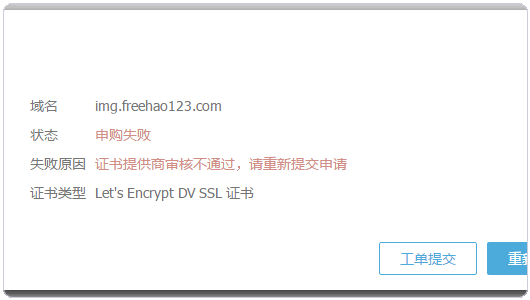 域名 img.freehao123.com
状态 申购失败
失败原因 证书提供商审核不通过，请重新提交申请
证书类型 Let's Encrypt DV SSL 证书
工单提交 重